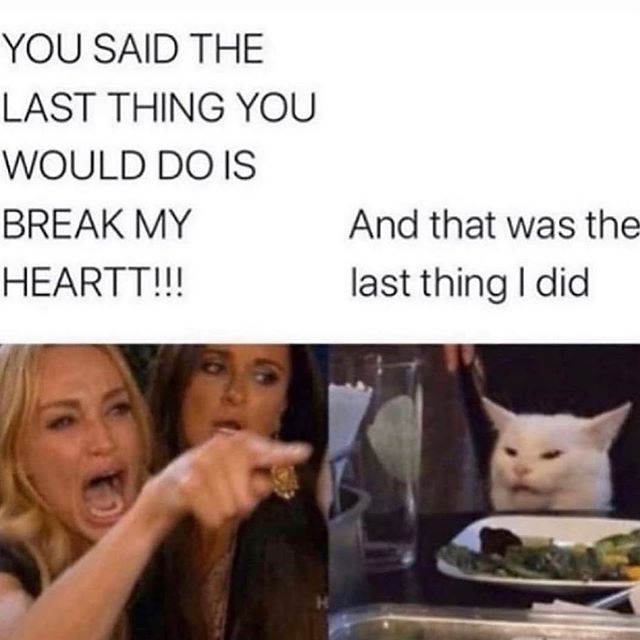 YOU SAID THE
LAST THING YOU
WOULD DO IS
BREAK MY
HEARTT!!!
And that was the
last thing I did